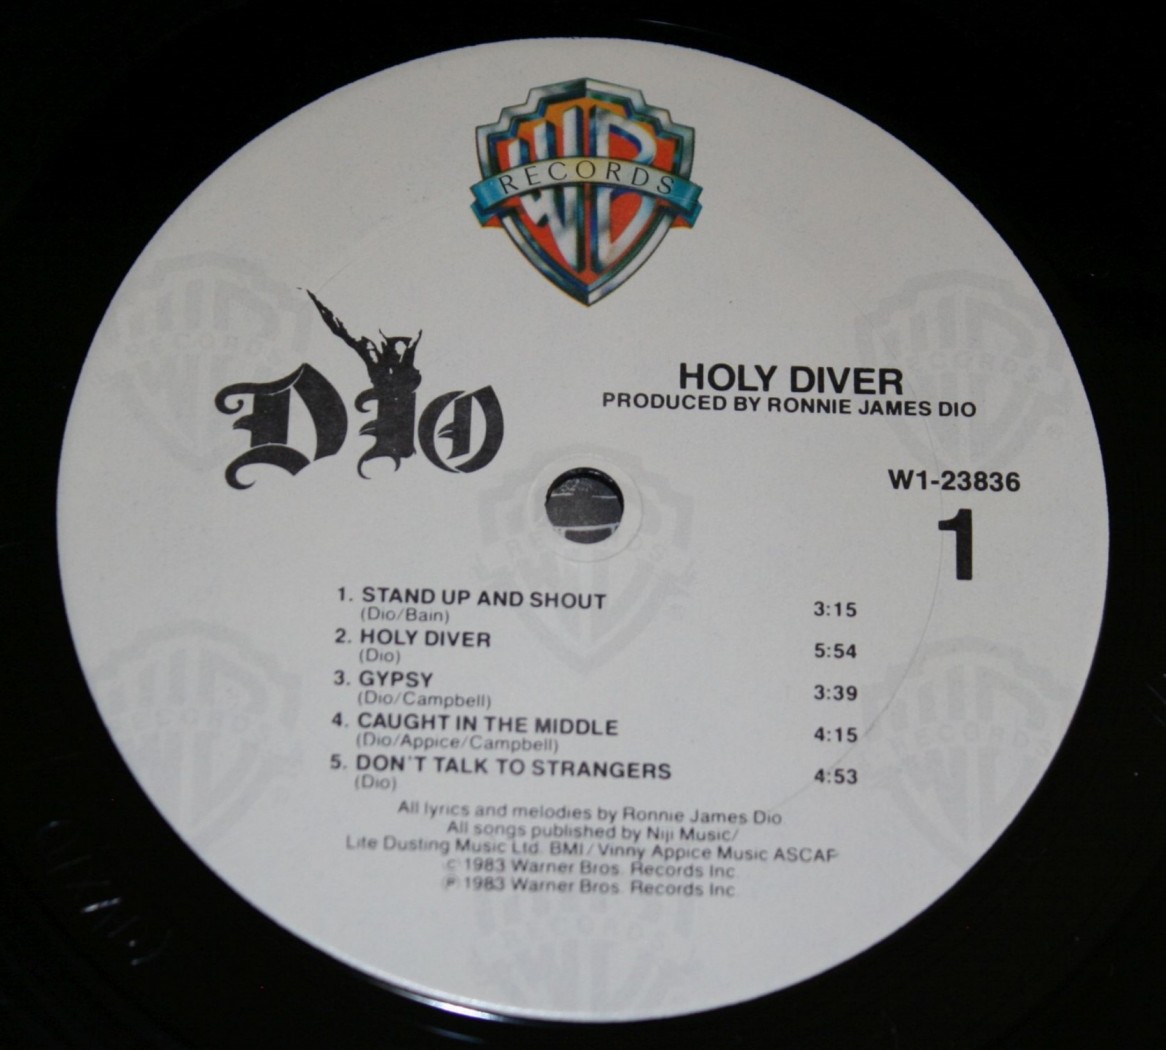 WB
RECORDS
DIO
HOLY DIVER
PRODUCED BY RONNIE JAMES DIO
W1-23836
1
1. STAND UP AND SHOUT 3:15
(Dio/Bain)
2. HOLY DIVER 5:54
(Dio)
3. GYPSY 3:39
(Dio/Campbell)
4. CAUGHT IN THE MIDDLE 4:15
(Dio/Appice/Campbell)
5. DON'T TALK TO STRANGERS 4:53
(Dio)
All lyrics and melodies by Ronnie James Dio
All songs published by Niji Music/
Lite Dusting Music Ltd. BMI/Vinny Appice Music ASCAP
© 1983 Warner Bros. Records Inc.
℗ 1983 Warner Bros. Records Inc.